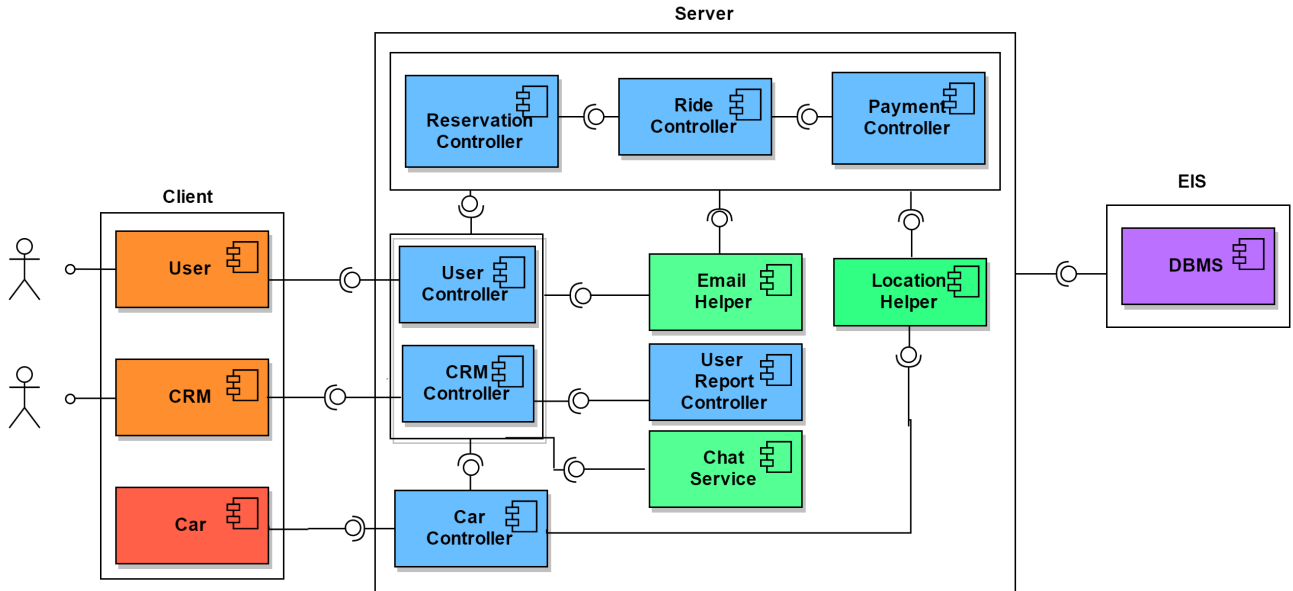 Server
Reservation
Controller
Ride
Controller
Payment
Controller
Client
EIS
User
User
Controller
Email
Helper
Location
Helper
DBMS
CRM
CRM
Controller
User
Report
Controller
Chat
Service
Car
Car
Controller